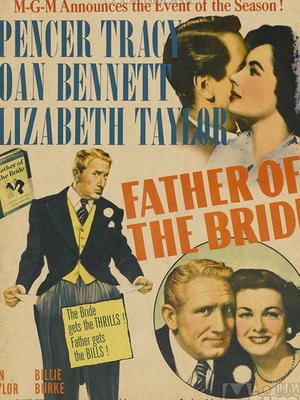 M-G-M Announces the Event of the Season!
PENCER TRACY
OAN BENNETT
LIZABETH TAYLOR
Father of
the Bride
FATHER OF
THE BRID
The Bride
gets the THRILLS!
Father gets
the BILLS!
BILLIE
YLOR BURKE